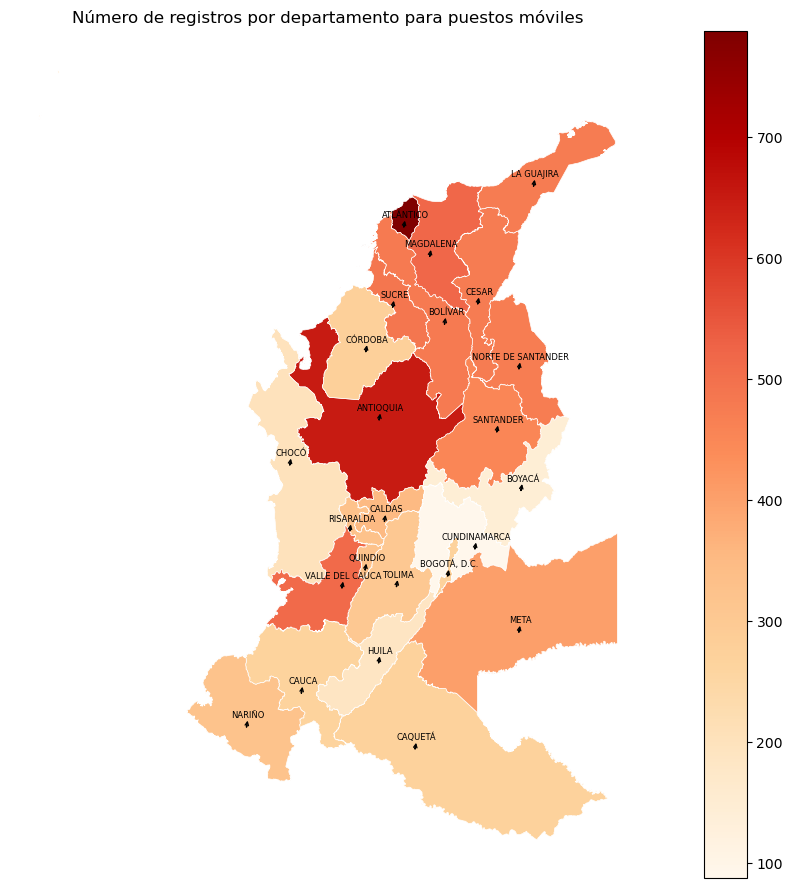 Número de registros por departamento para puestos móviles
700
LA GUAJIRA
ATLÁNTICO
MAGDALENA
600
SUCRE
CESAR
BOLÍVAR
CÓRDOBA
NORTE DE SANTANDER
500
ANTIOQUIA
SANTANDER
CHOCÓ
BOYACÁ
400
CALDAS
RISARALDA
CUNDINAMARCA
QUINDIO
BOGOTÁ, D.C.
VALLE DEL CAUCA
TOLIMA
META
300
HUILA
CAUCA
NARIÑO
CAQUETÁ
200
100